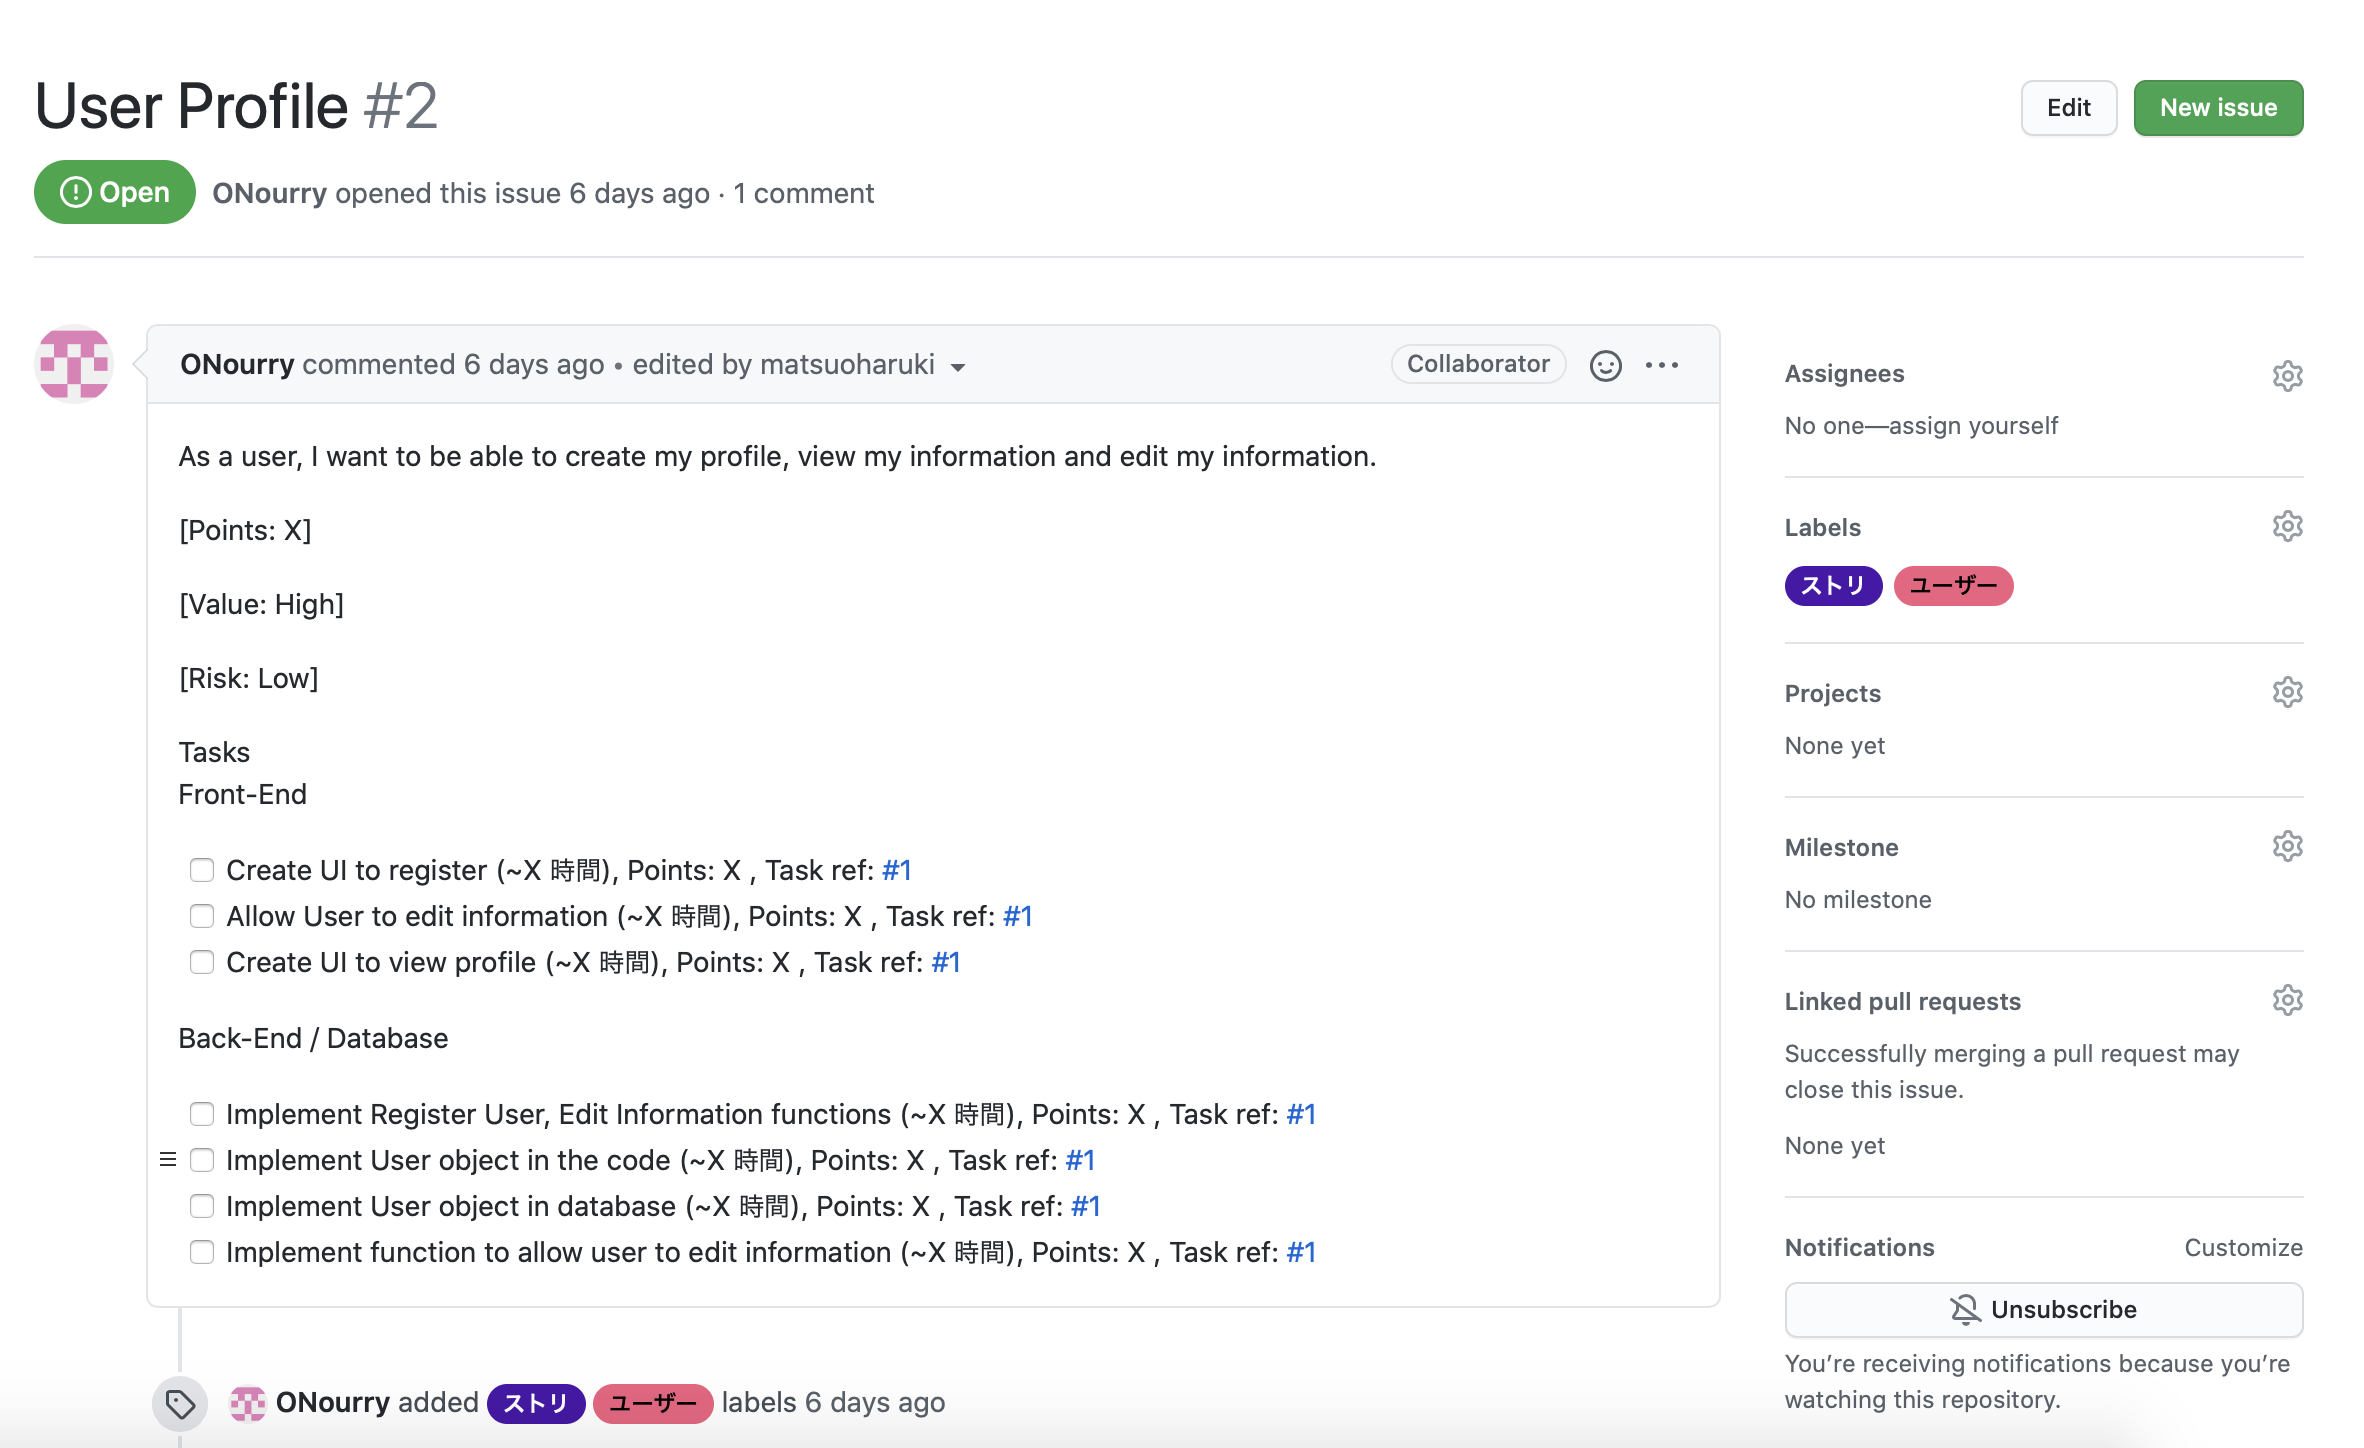 User Profile #2
Edit
New issue
Open
ONourry opened this issue 6 days ago · 1 comment
ONourry commented 6 days ago • edited by matsuoharuki
Collaborator
As a user, I want to be able to create my profile, view my information and edit my information.
[Points: X]
[Value: High]
[Risk: Low]
Tasks
Front-End
Create UI to register (~X 時間), Points: X , Task ref: #1
Allow User to edit information (~X 時間), Points: X , Task ref: #1
Create UI to view profile (~X 時間), Points: X , Task ref: #1
Back-End / Database
Implement Register User, Edit Information functions (~X 時間), Points: X , Task ref: #1
Implement User object in the code (~X 時間), Points: X , Task ref: #1
Implement User object in database (~X 時間), Points: X , Task ref: #1
Implement function to allow user to edit information (~X 時間), Points: X , Task ref: #1
ONourry added ストリ ユーザー labels 6 days ago
Assignees
No one—assign yourself
Labels
ストリ ユーザー
Projects
None yet
Milestone
No milestone
Linked pull requests
Successfully merging a pull request may
close this issue.
None yet
Notifications
Customize
Unsubscribe
You're receiving notifications because you're
watching this repository.